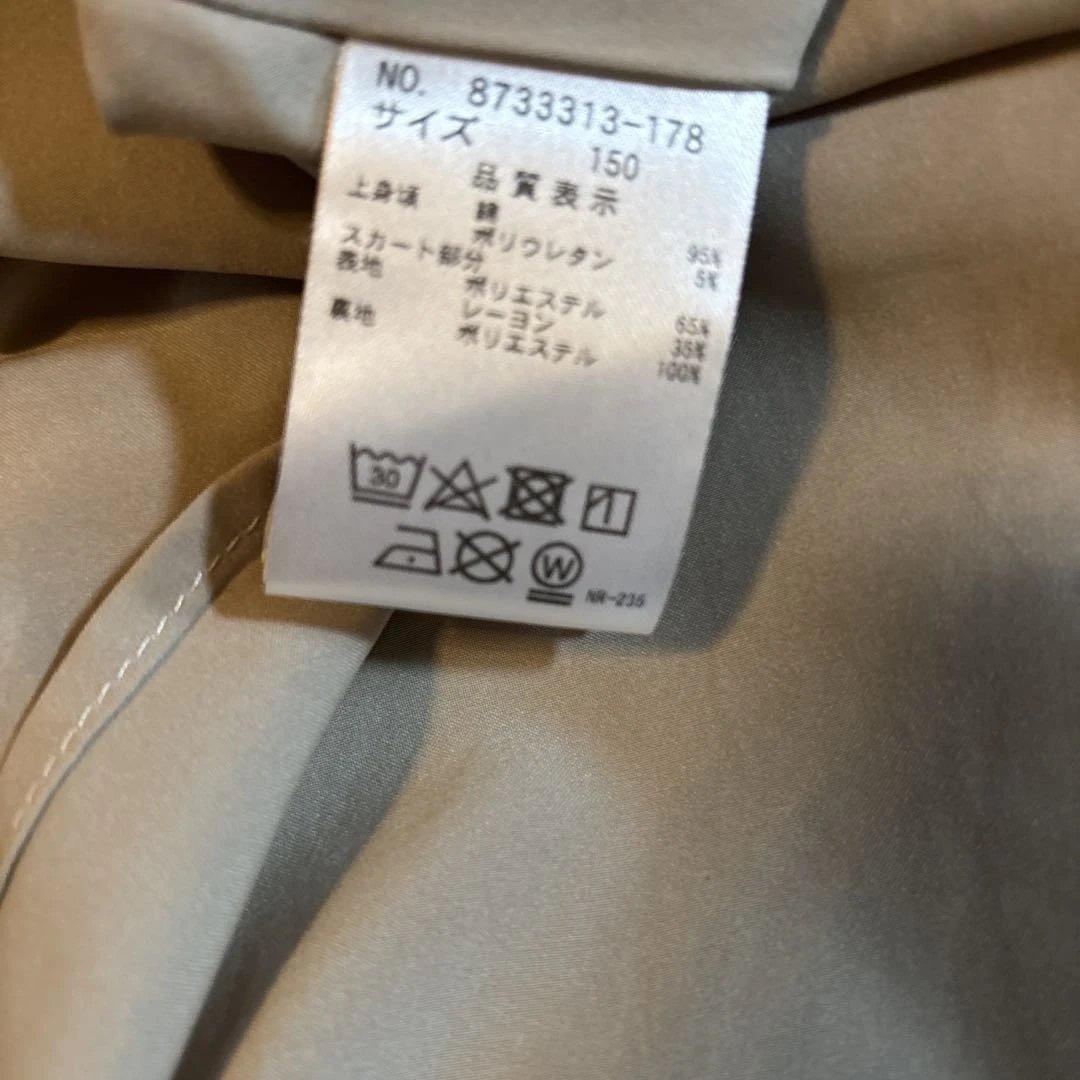 NO. 8733313-178
サイズ 150
品質表示
上身頃 綿 95%
ポリウレタン 5%
スカート部分
表地 ポリエステル 65%
レーヨン 35%
裏地 ポリエステル 100%
30
W
NR-235